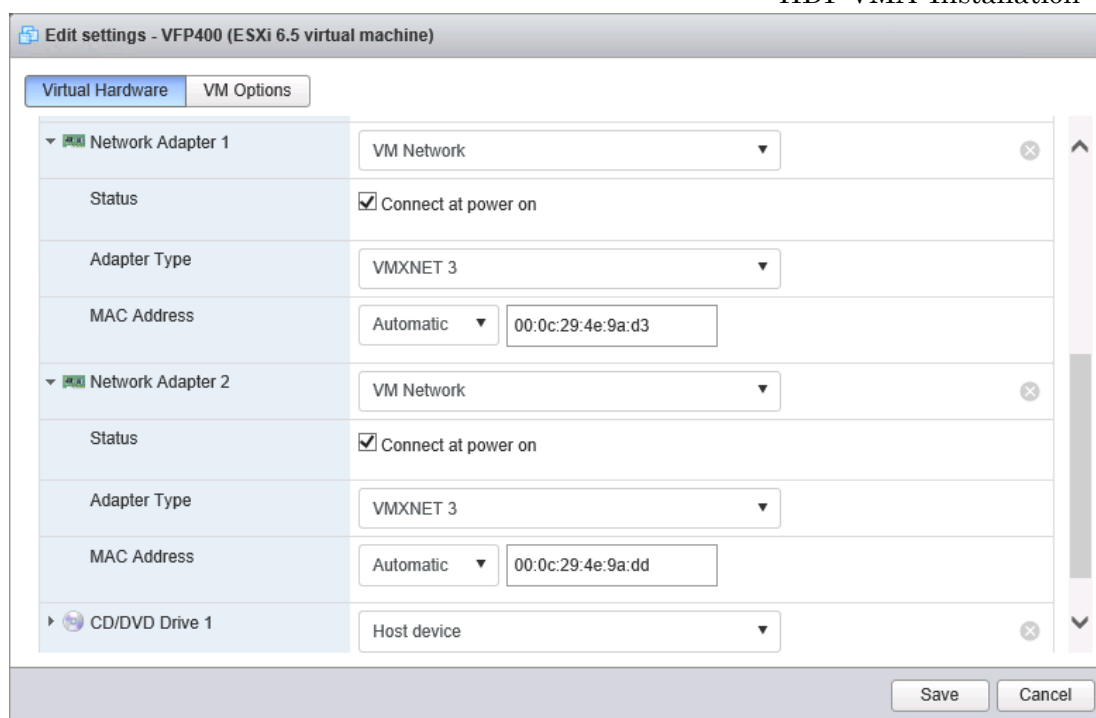 Edit settings - VFP400 (ESXi 6.5 virtual machine)
Virtual Hardware VM Options
Network Adapter 1 VM Network
Status Connect at power on
Adapter Type VMXNET 3
MAC Address Automatic 00:0c:29:4e:9a:d3
Network Adapter 2 VM Network
Status Connect at power on
Adapter Type VMXNET 3
MAC Address Automatic 00:0c:29:4e:9a:dd
CD/DVD Drive 1 Host device
Save Cancel